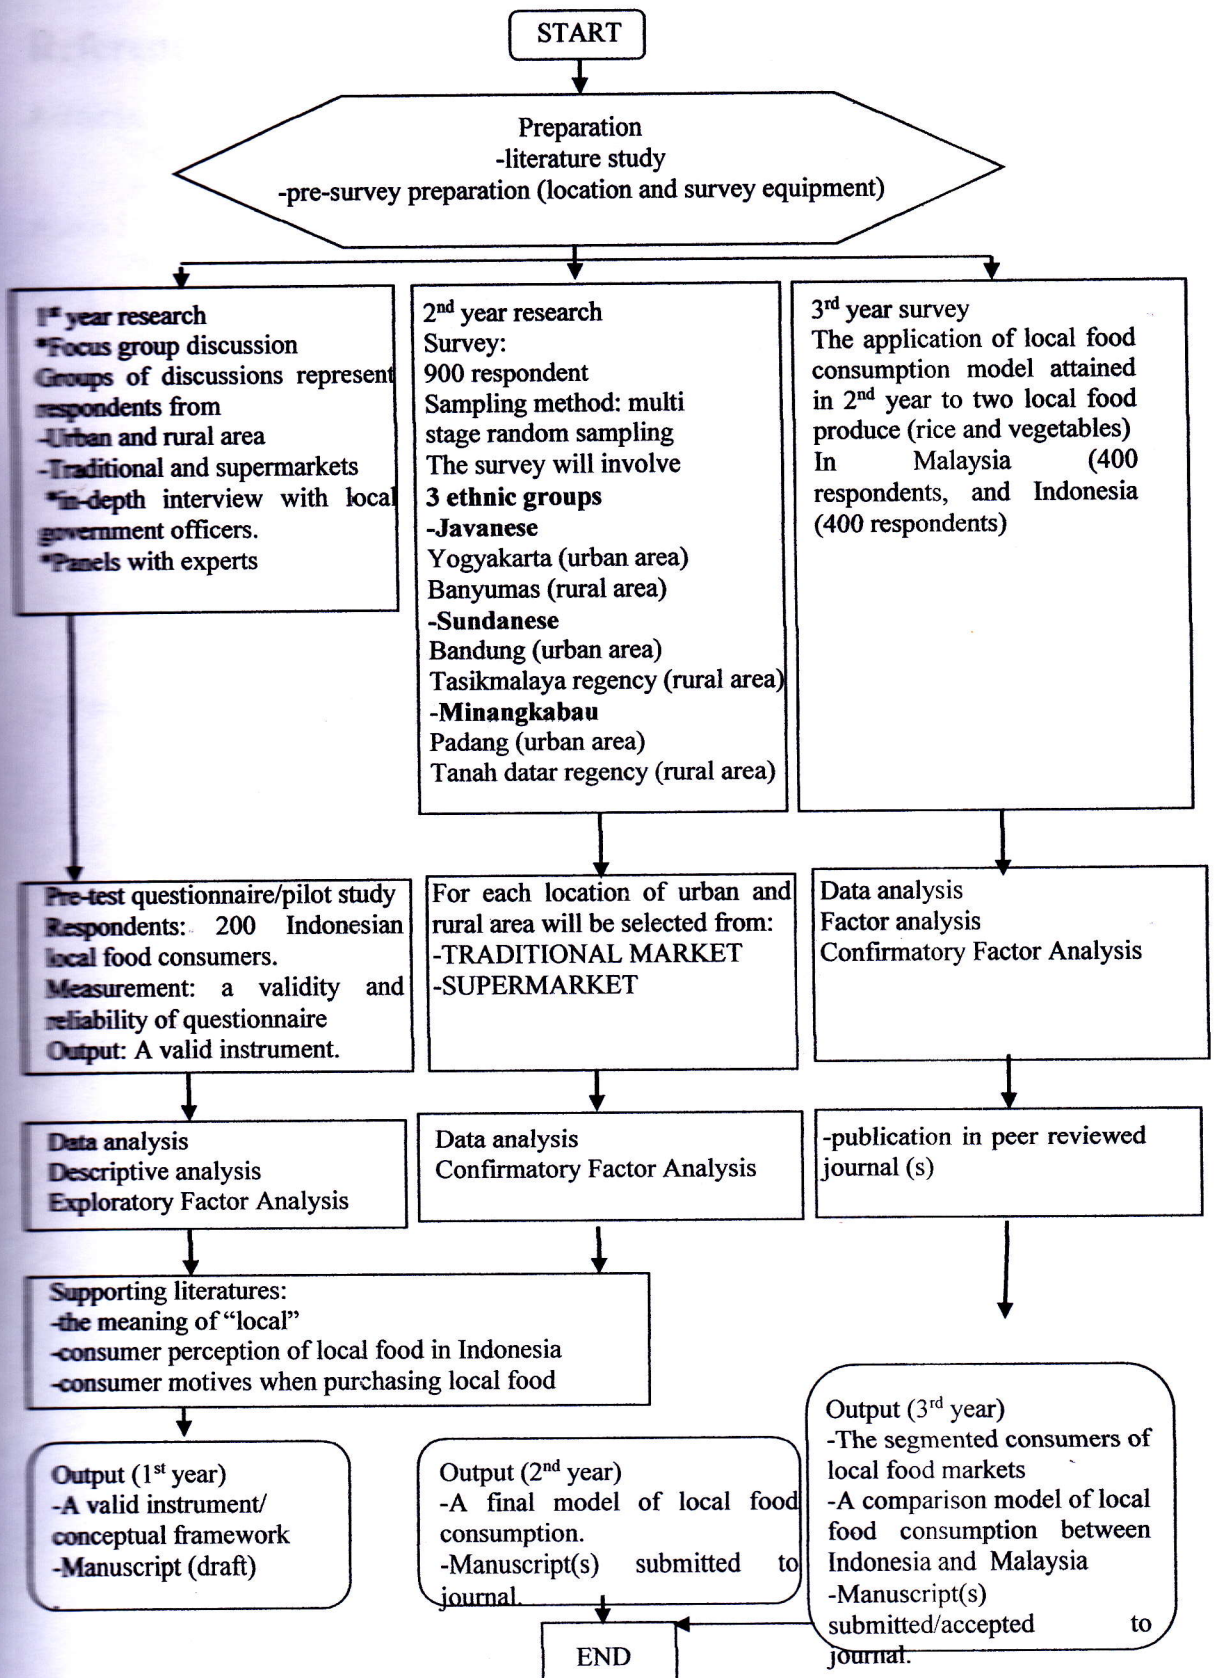 START
Preparation
-literature study
-pre-survey preparation (location and survey equipment)
1st year research
*Focus group discussion
Groups of discussions represent
respondents from
-Urban and rural area
-Traditional and supermarkets
*in-depth interview with local
government officers.
*Panels with experts
2nd year research
Survey:
900 respondent
Sampling method: multi
stage random sampling
The survey will involve
3 ethnic groups
-Javanese
Yogyakarta (urban area)
Banyumas (rural area)
-Sundanese
Bandung (urban area)
Tasikmalaya regency (rural area)
-Minangkabau
Padang (urban area)
Tanah datar regency (rural area)
3rd year survey
The application of local food
consumption model attained
in 2nd year to two local food
produce (rice and vegetables)
In Malaysia (400
respondents, and Indonesia
(400 respondents)
Pre-test questionnaire/pilot study
Respondents: 200 Indonesian
local food consumers.
Measurement: a validity and
reliability of questionnaire
Output: A valid instrument.
For each location of urban and
rural area will be selected from:
-TRADITIONAL MARKET
-SUPERMARKET
Data analysis
Factor analysis
Confirmatory Factor Analysis
Data analysis
Descriptive analysis
Exploratory Factor Analysis
Data analysis
Confirmatory Factor Analysis
-publication in peer reviewed
journal (s)
Supporting literatures:
-the meaning of "local"
-consumer perception of local food in Indonesia
-consumer motives when purchasing local food
Output (1st year)
-A valid instrument/
conceptual framework
-Manuscript (draft)
Output (2nd year)
-A final model of local food
consumption.
-Manuscript(s) submitted to
journal.
Output (3rd year)
-The segmented consumers of
local food markets
-A comparison model of local
food consumption between
Indonesia and Malaysia
-Manuscript(s)
submitted/accepted to
journal.
END